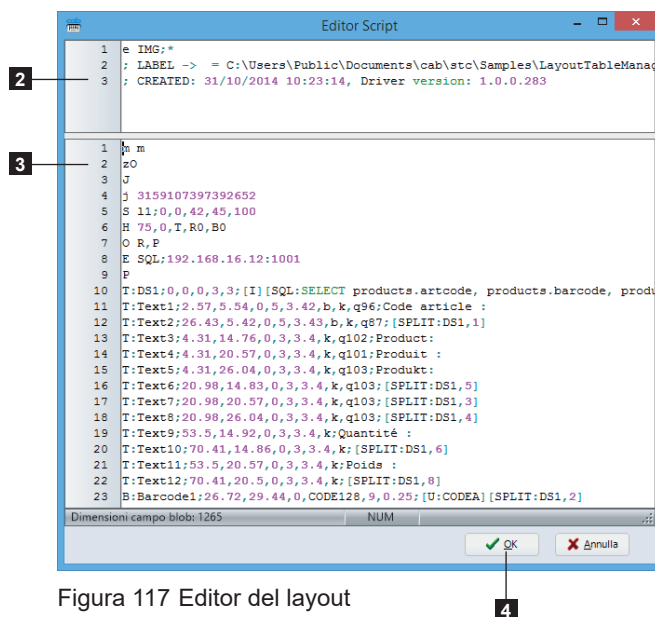 Editor Script
1 e IMG;*
2 ; LABEL -> = C:\Users\Public\Documents\cab\stc\Samples\LayoutTableManag
2
3 ; CREATED: 31/10/2014 10:23:14, Driver version: 1.0.0.283
1 m m
3
2 zO
3 J
4 j 3159107397392652
5 S l1;0,0,42,45,100
6 H 75,0,T,R0,B0
7 O R,P
8 E SQL;192.168.16.12:1001
9 P
10 T:DS1;0,0,0,3,3;[I][SQL:SELECT products.artcode, products.barcode, produ
11 T:Text1;2.57,5.54,0,5,3.42,b,k,q96;Code article :
12 T:Text2;26.43,5.42,0,5,3.43,b,k,q87;[SPLIT:DS1,1]
13 T:Text3;4.31,14.76,0,3,3.4,k,q102;Product:
14 T:Text4;4.31,20.57,0,3,3.4,k,q101;Produit :
15 T:Text5;4.31,26.04,0,3,3.4,k,q103;Produkt:
16 T:Text6;20.98,14.83,0,3,3.4,k,q103;[SPLIT:DS1,5]
17 T:Text7;20.98,20.57,0,3,3.4,k,q103;[SPLIT:DS1,3]
18 T:Text8;20.98,26.04,0,3,3.4,k,q103;[SPLIT:DS1,4]
19 T:Text9;53.5,14.92,0,3,3.4,k;Quantité :
20 T:Text10;70.41,14.86,0,3,3.4,k;[SPLIT:DS1,6]
21 T:Text11;53.5,20.57,0,3,3.4,k;Poids :
22 T:Text12;70.41,20.5,0,3,3.4,k;[SPLIT:DS1,8]
23 B:Barcode1;26.72,29.44,0,CODE128,9,0.25;[U:CODEA][SPLIT:DS1,2]
Dimensioni campo blob: 1265 NUM
OK Annulla
4
Figura 117 Editor del layout